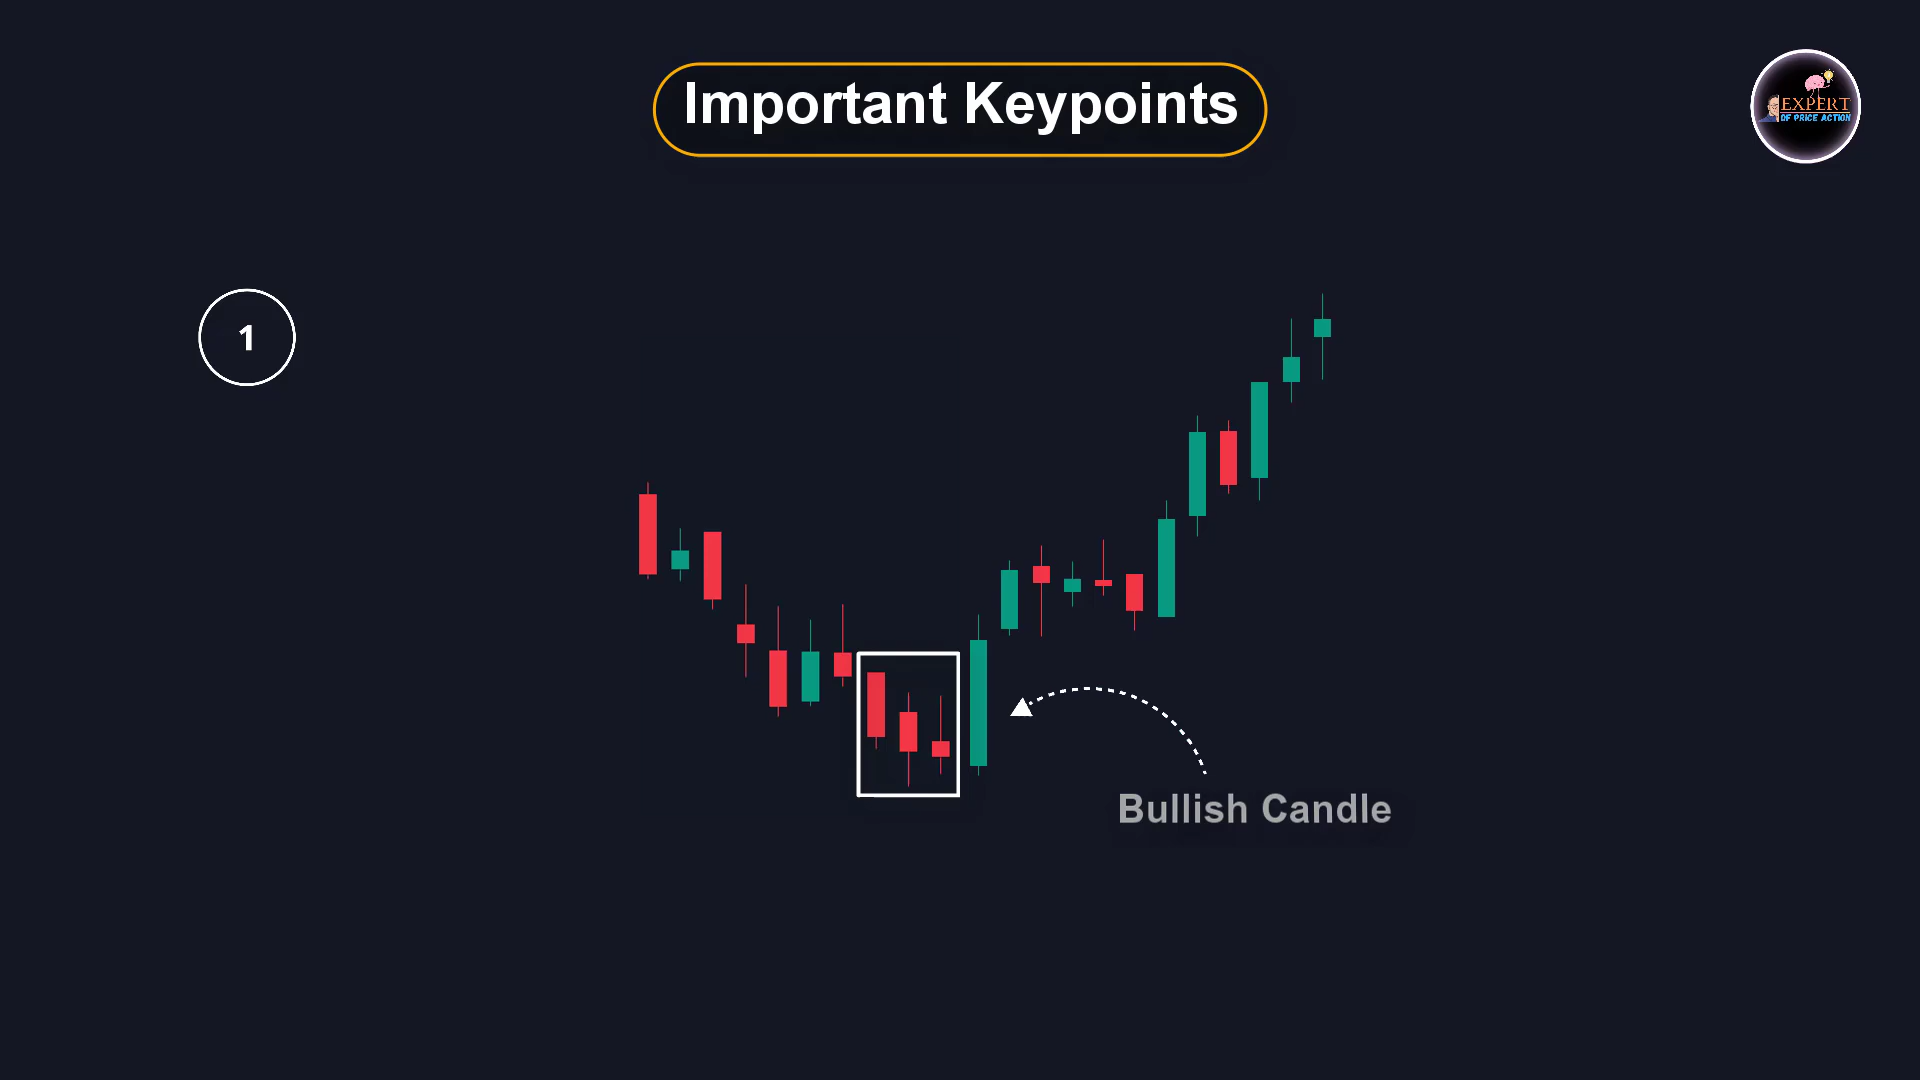 Important Keypoints
EXPERT
OF PRICE ACTION
1
Bullish Candle